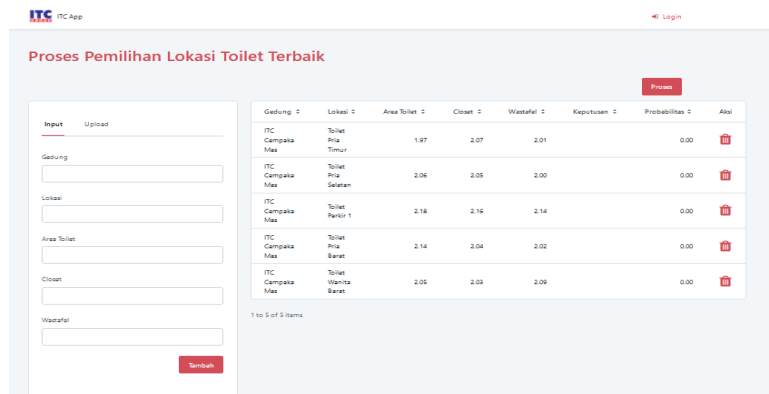 ITC
GROUP
ITC App
Login
Proses Pemilihan Lokasi Toilet Terbaik
Proses
Input Upload
Gedung
Lokasi
Area Toilet
Closet
Wastafal
Tambah
Gedung Lokasi Area Toilet Closet Wastafal Keputusan Probabilitas Aksi
ITC Cempaka Mas Toilet Pria Timur 1.97 2.07 2.01 0.00
ITC Cempaka Mas Toilet Pria Selatan 2.06 2.05 2.00 0.00
ITC Cempaka Mas Toilet Parkir 1 2.18 2.16 2.14 0.00
ITC Cempaka Mas Toilet Pria Barat 2.14 2.04 2.02 0.00
ITC Cempaka Mas Toilet Wanita Barat 2.05 2.03 2.09 0.00
1 to 5 of 5 items